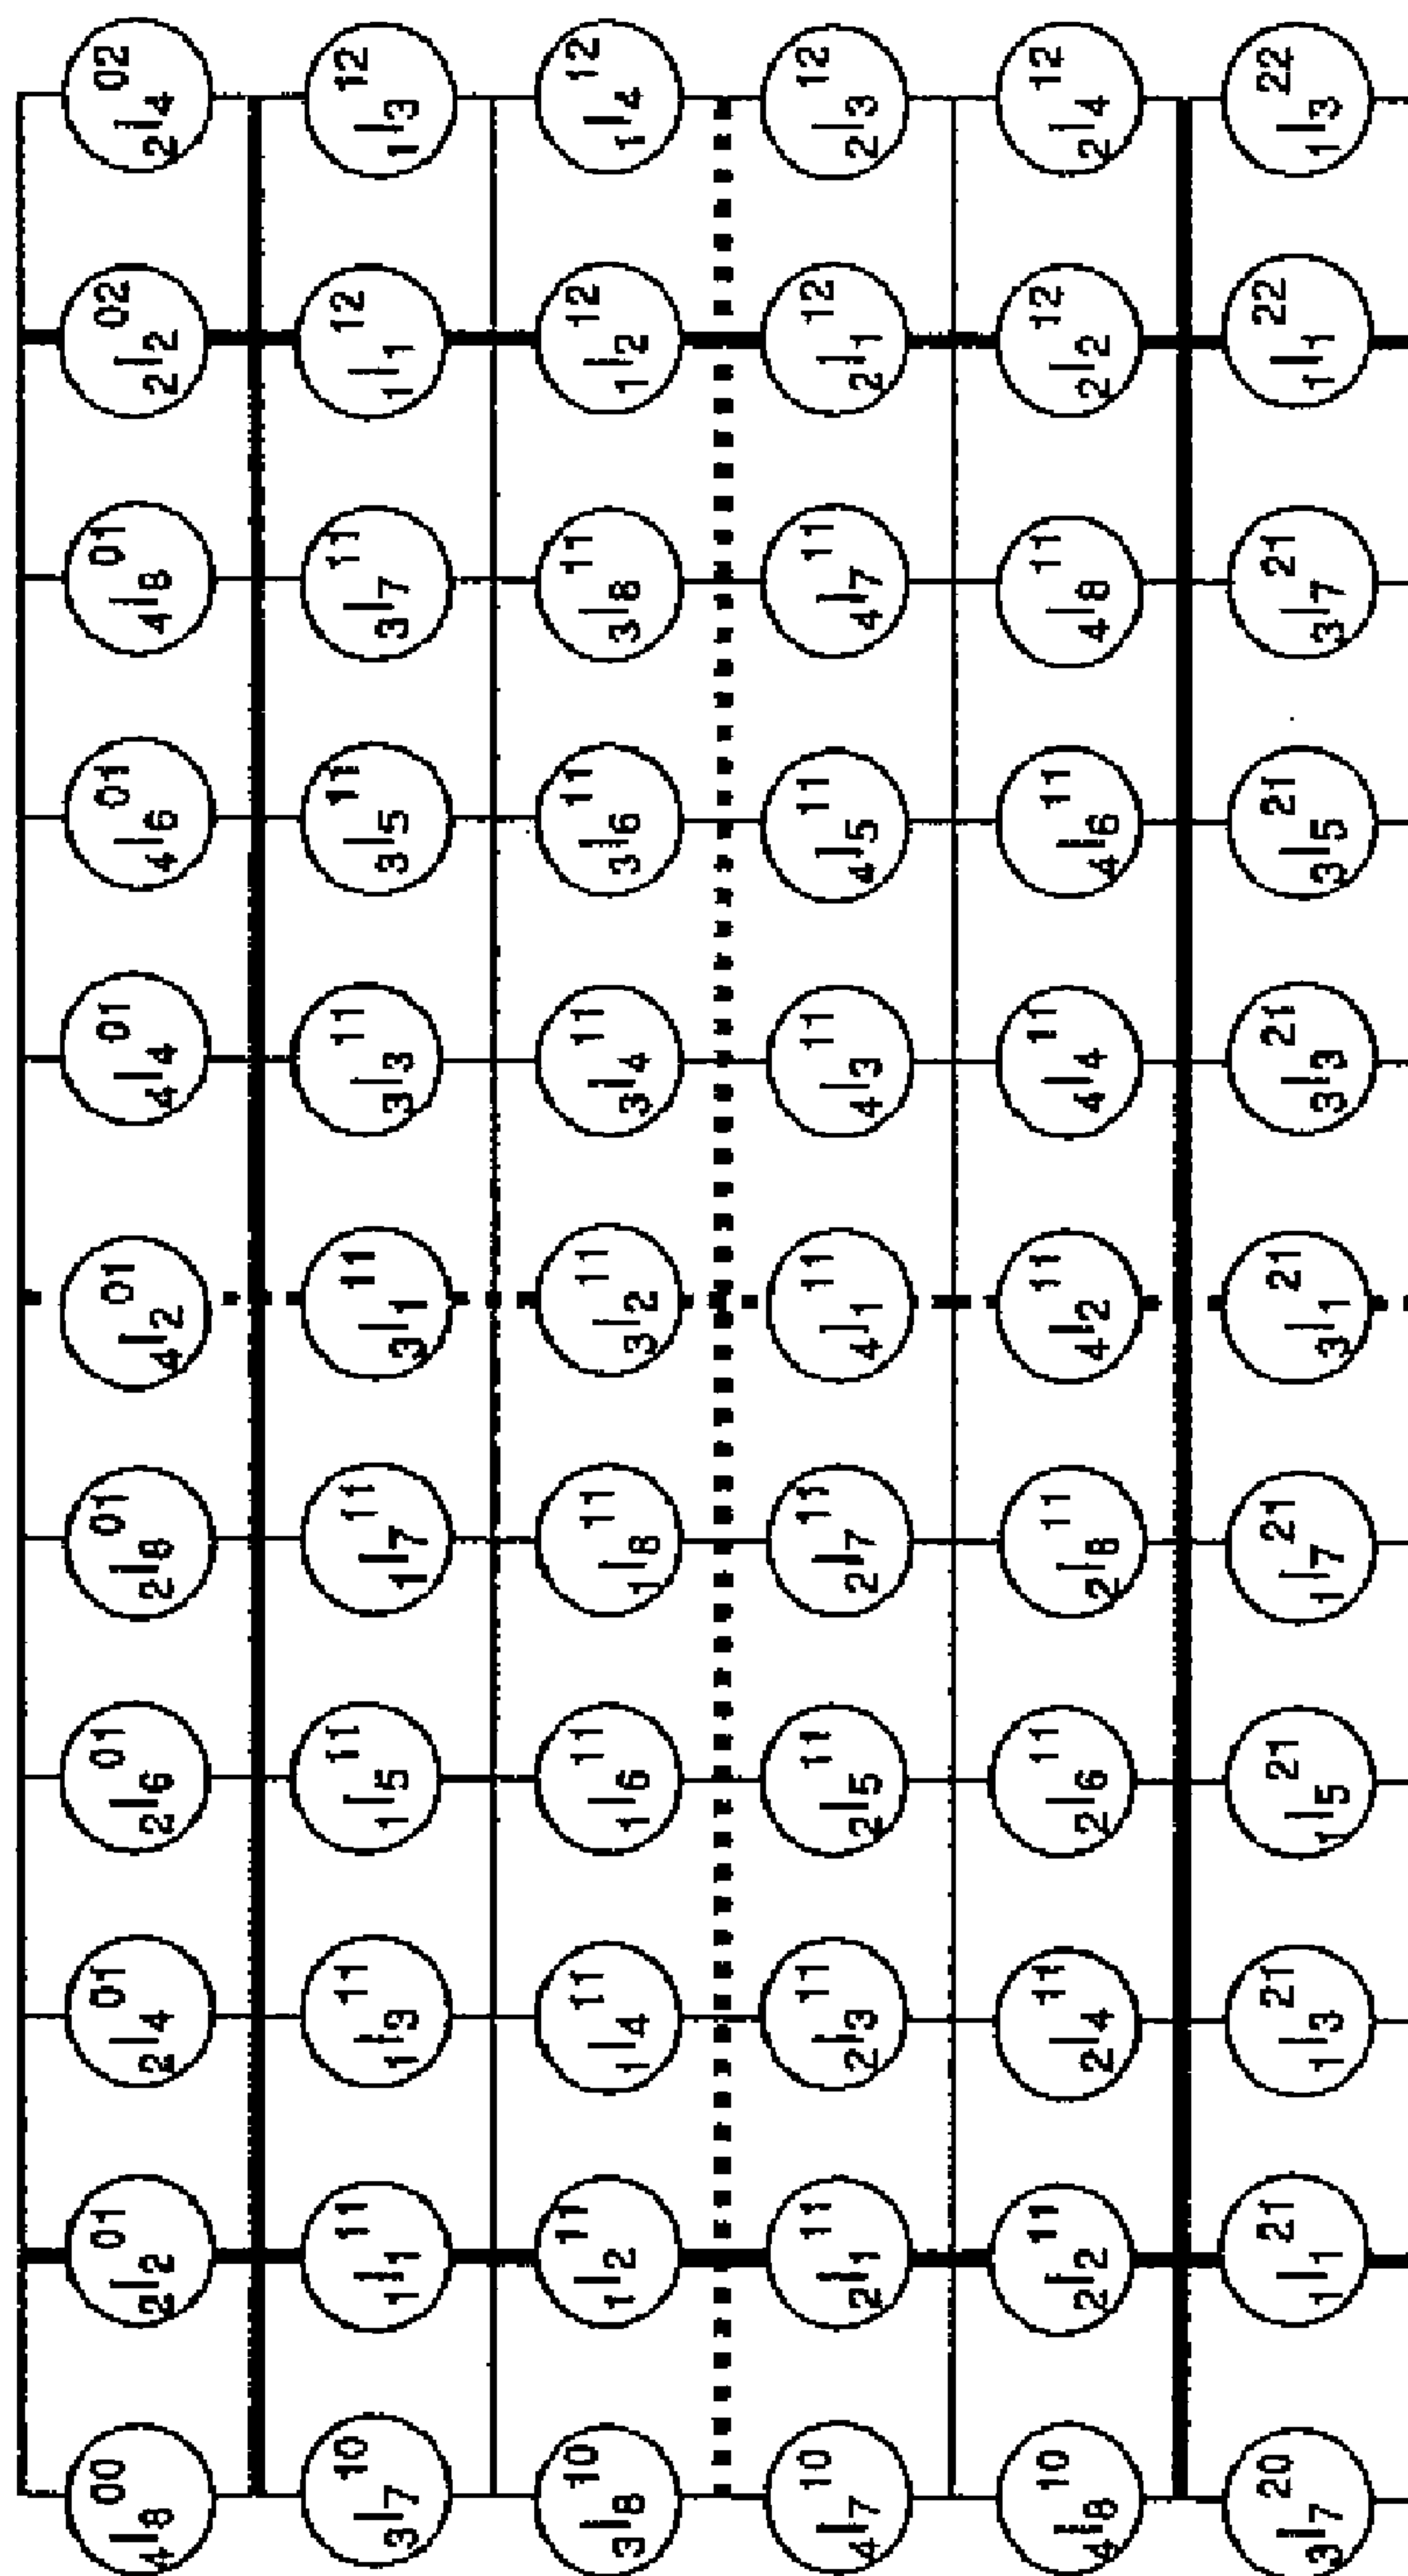 ₄I₈⁰⁰ ₂I₂⁰¹ ₂I₄⁰¹ ₂I₆⁰¹ ₂I₈⁰¹ ₄I₂⁰¹ ₄I₄⁰¹ ₄I₆⁰¹ ₄I₈⁰¹ ₂I₂⁰² ₂I₄⁰²
₃I₇¹⁰ ₁I₁¹¹ ₁I₃¹¹ ₁I₅¹¹ ₁I₇¹¹ ₃I₁¹¹ ₃I₃¹¹ ₃I₅¹¹ ₃I₇¹¹ ₁I₁¹² ₁I₃¹²
₃I₈¹⁰ ₁I₂¹¹ ₁I₄¹¹ ₁I₆¹¹ ₁I₈¹¹ ₃I₂¹¹ ₃I₄¹¹ ₃I₆¹¹ ₃I₈¹¹ ₁I₂¹² ₁I₄¹²
₄I₇¹⁰ ₂I₁¹¹ ₂I₃¹¹ ₂I₅¹¹ ₂I₇¹¹ ₄I₁¹¹ ₄I₃¹¹ ₄I₅¹¹ ₄I₇¹¹ ₂I₁¹² ₂I₃¹²
₄I₈¹⁰ ₂I₂¹¹ ₂I₄¹¹ ₂I₆¹¹ ₂I₈¹¹ ₄I₂¹¹ ₄I₄¹¹ ₄I₆¹¹ ₄I₈¹¹ ₂I₂¹² ₂I₄¹²
₃I₇²⁰ ₁I₁²¹ ₁I₃²¹ ₁I₅²¹ ₁I₇²¹ ₃I₁²¹ ₃I₃²¹ ₃I₅²¹ ₃I₇²¹ ₁I₁²² ₁I₃²²